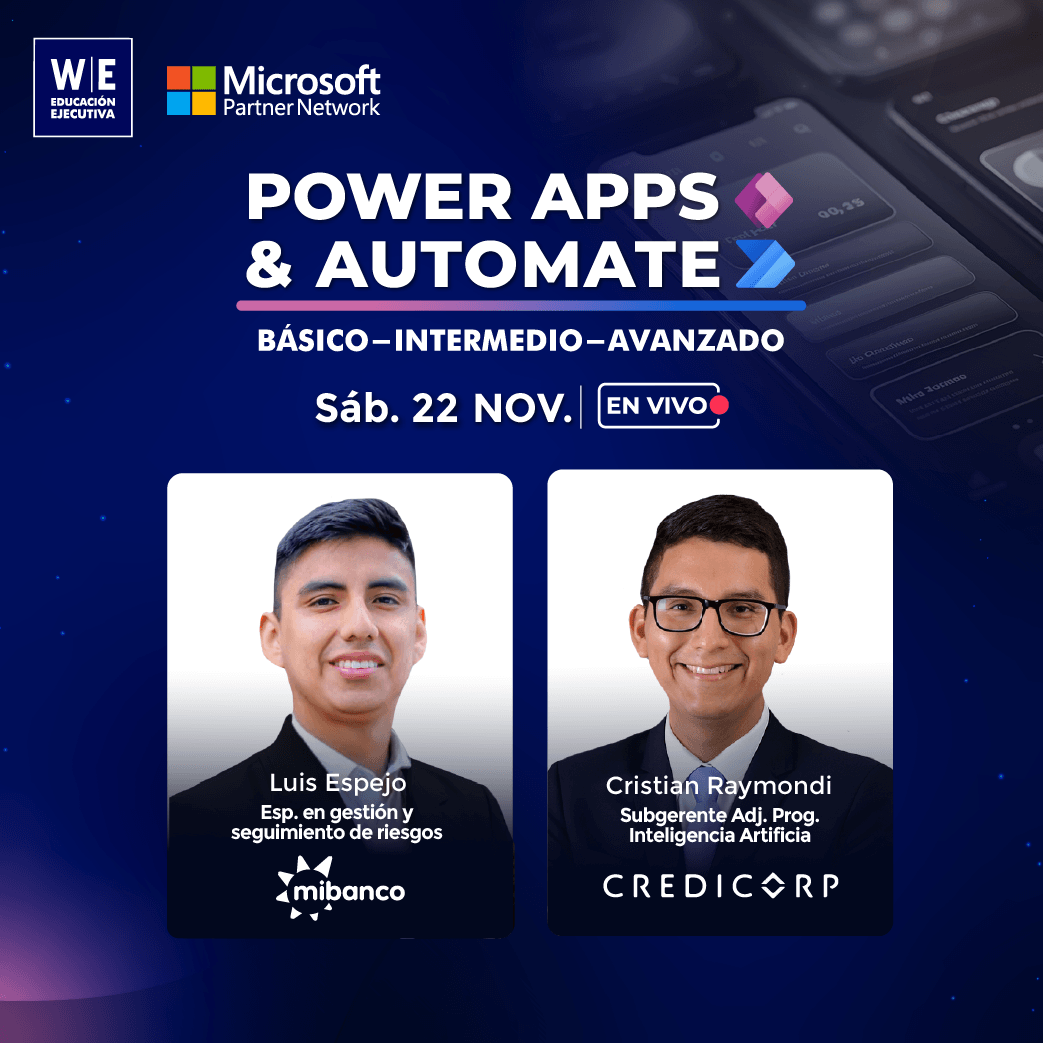 W|E
EDUCACIÓN
EJECUTIVA
Microsoft
Partner Network
POWER APPS
& AUTOMATE
BÁSICO–INTERMEDIO–AVANZADO
Sáb. 22 NOV.
EN VIVO
Luis Espejo
Esp. en gestión y
seguimiento de riesgos
mibanco
Cristian Raymondi
Subgerente Adj. Prog.
Inteligencia Artificia
CREDICORP